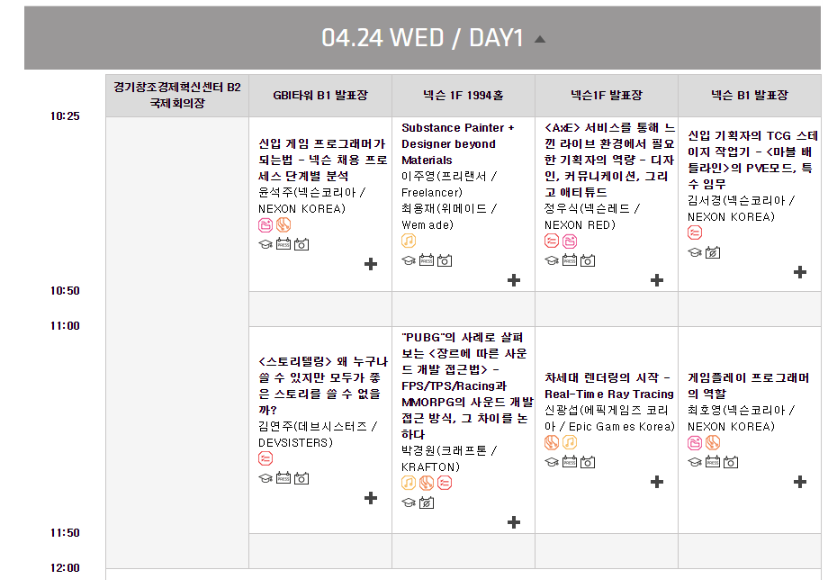 04.24 WED / DAY1
경기창조경제혁신센터 B2
국제회의장
GBI타워 B1 발표장
넥슨 1F 1994홀
넥슨1F 발표장
넥슨 B1 발표장
10:25
신입 게임 프로그래머가
되는법 - 넥슨 채용 프로
세스 단계별 분석
윤석주(넥슨코리아 /
NEXON KOREA)
Substance Painter +
Designer beyond
Materials
이주영(프리랜서 /
Freelancer)
최용재(위메이드 /
Wemade)
<AxE> 서비스를 통해 느
낀 라이브 환경에서 필요
한 기획자의 역량 - 디자
인, 커뮤니케이션, 그리
고 애티튜드
정우식(넥슨레드 /
NEXON RED)
신입 기획자의 TCG 스테
이지 작업기 - <마블 배
틀라인>의 PVE모드, 특
수 임무
김서경(넥슨코리아 /
NEXON KOREA)
10:50
11:00
<스토리텔링> 왜 누구나
쓸 수 있지만 모두가 좋
은 스토리를 쓸 수 없을
까?
김연주(데브시스터즈 /
DEVSISTERS)
"PUBG"의 사례로 살펴
보는 <장르에 따른 사운
드 개발 접근법> -
FPS/TPS/Racing과
MMORPG의 사운드 개발
접근 방식, 그 차이를 논
하다
박경원(크래프톤 /
KRAFTON)
차세대 렌더링의 시작 -
Real-Time Ray Tracing
신광섭(에픽게임즈 코리
아 / Epic Games Korea)
게임플레이 프로그래머
의 역할
최호영(넥슨코리아 /
NEXON KOREA)
11:50
12:00